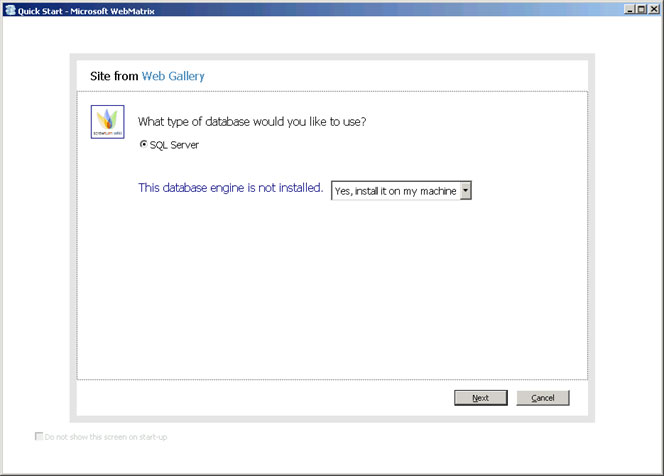 Quick Start - Microsoft WebMatrix
Site from Web Gallery
What type of database would you like to use?
SQL Server
This database engine is not installed. Yes, install it on my machine
Next Cancel
Do not show this screen on start-up